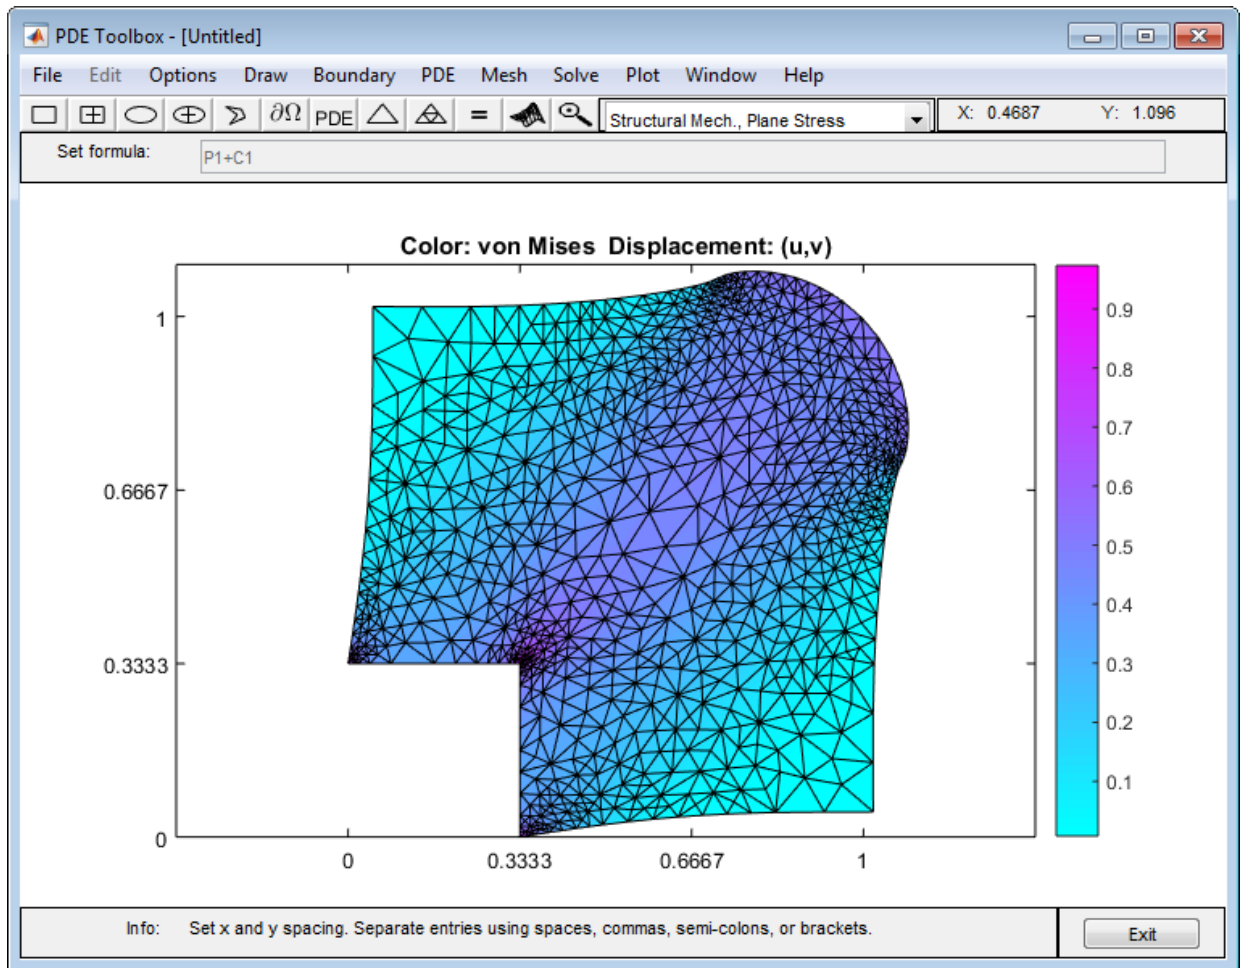 PDE Toolbox - [Untitled]
File Edit Options Draw Boundary PDE Mesh Solve Plot Window Help
∂Ω PDE = Structural Mech., Plane Stress X: 0.4687 Y: 1.096
Set formula: P1+C1
Color: von Mises Displacement: (u,v)
1
0.6667
0.3333
0
0 0.3333 0.6667 1
0.9
0.8
0.7
0.6
0.5
0.4
0.3
0.2
0.1
Info: Set x and y spacing. Separate entries using spaces, commas, semi-colons, or brackets.
Exit